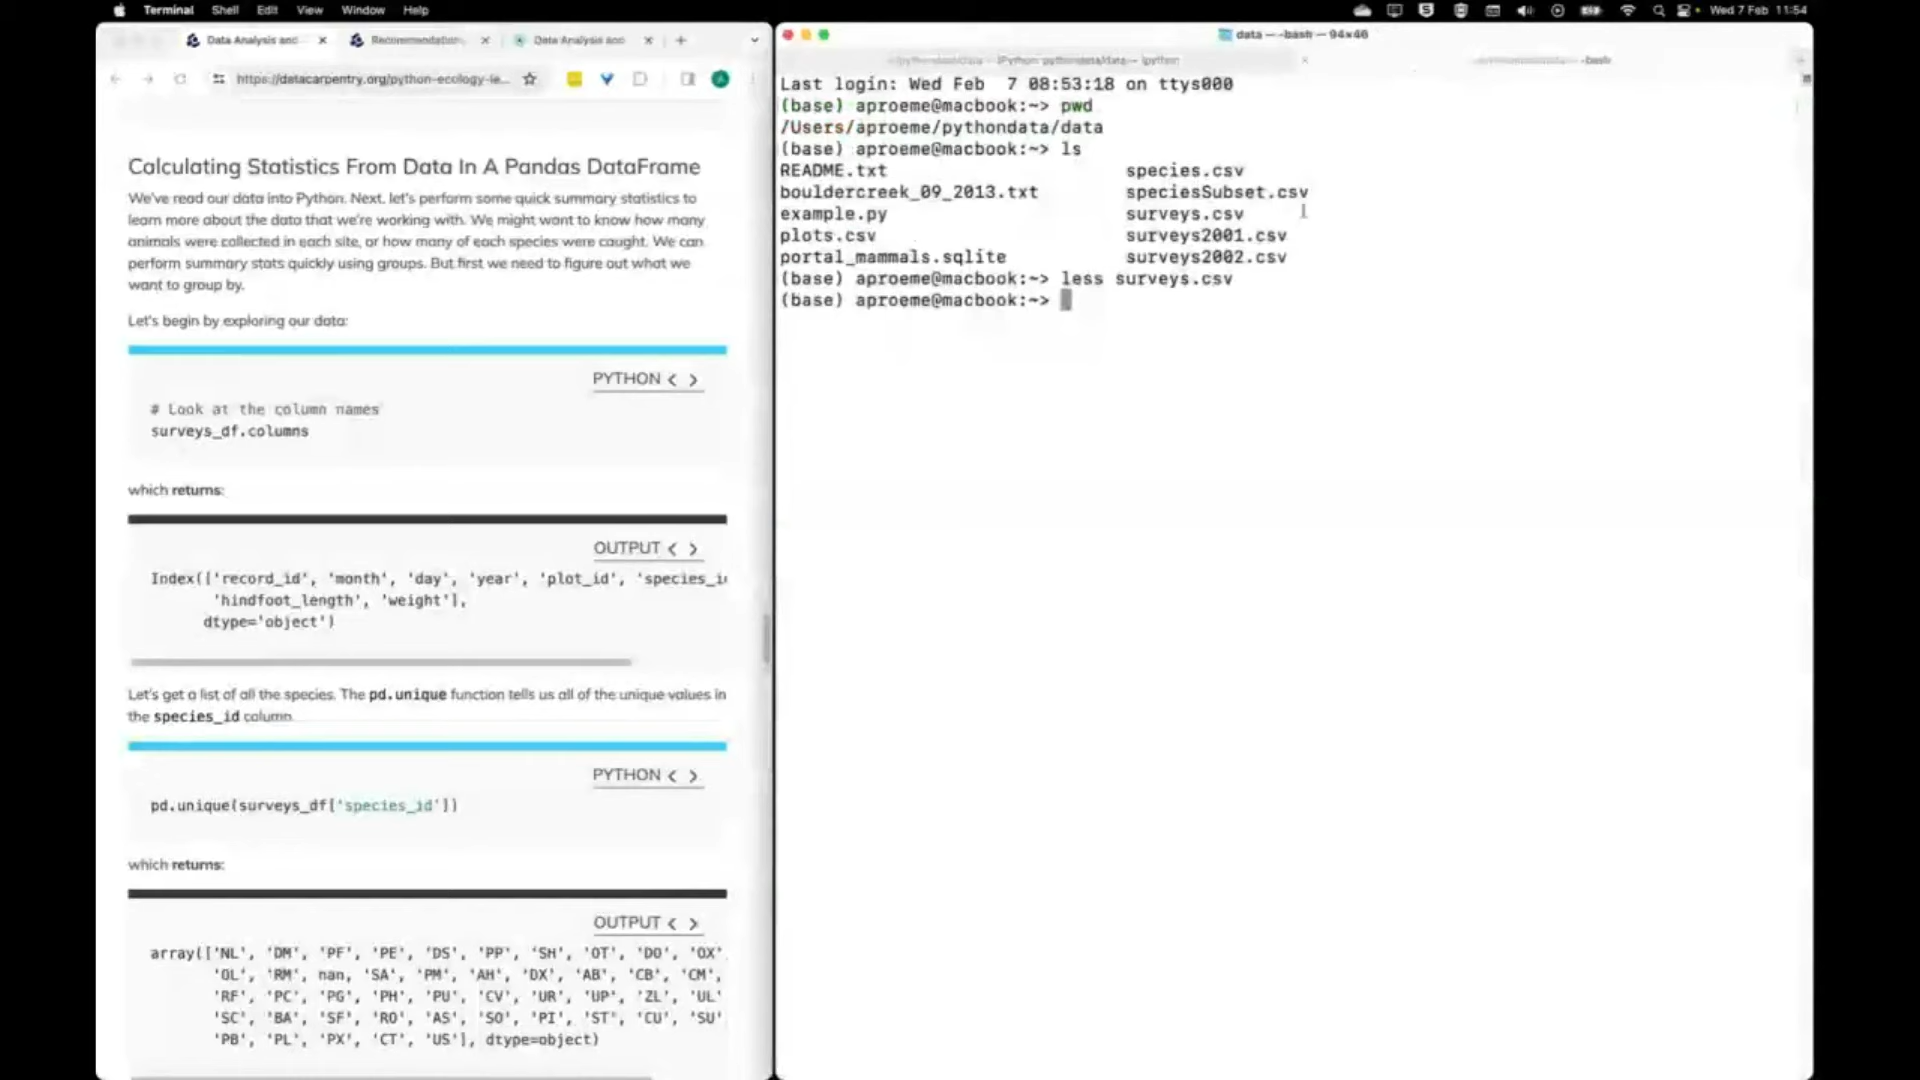 Terminal Shell Edit View Window Help
Wed 7 Feb 11:54
Data Analysis and
Recommendation
Data Analysis and
https://datacarpentry.org/python-ecology-le...
Calculating Statistics From Data In A Pandas DataFrame
We've read our data into Python. Next, let's perform some quick summary statistics to
learn more about the data that we're working with. We might want to know how many
animals were collected in each site, or how many of each species were caught. We can
perform summary stats quickly using groups. But first we need to figure out what we
want to group by.
Let's begin by exploring our data:
PYTHON < >
# Look at the column names
surveys_df.columns
which returns:
OUTPUT < >
Index(['record_id', 'month', 'day', 'year', 'plot_id', 'species_i
'hindfoot_length', 'weight'],
dtype='object')
Let's get a list of all the species. The pd.unique function tells us all of the unique values in
the species_id column.
PYTHON < >
pd.unique(surveys_df['species_id'])
which returns:
OUTPUT < >
array(['NL', 'DM', 'PF', 'PE', 'DS', 'PP', 'SH', 'OT', 'DO', 'OX'
'OL', 'RM', nan, 'SA', 'PM', 'AH', 'DX', 'AB', 'CB', 'CM',
'RF', 'PC', 'PG', 'PH', 'PU', 'CV', 'UR', 'UP', 'ZL', 'UL'
'SC', 'BA', 'SF', 'RO', 'AS', 'SO', 'PI', 'ST', 'CU', 'SU'
'PB', 'PL', 'PX', 'CT', 'US'], dtype=object)
data — -bash — 94×46
Last login: Wed Feb  7 08:53:18 on ttys000
(base) aproeme@macbook:~> pwd
/Users/aproeme/pythondata/data
(base) aproeme@macbook:~> ls
README.txt species.csv
bouldercreek_09_2013.txt speciesSubset.csv
example.py surveys.csv
plots.csv surveys2001.csv
portal_mammals.sqlite surveys2002.csv
(base) aproeme@macbook:~> less surveys.csv
(base) aproeme@macbook:~>